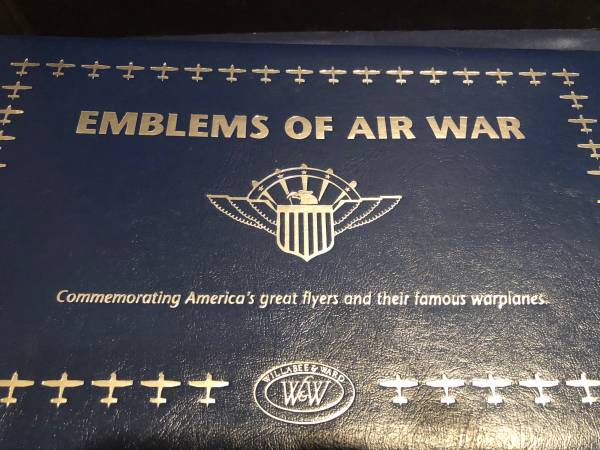 EMBLEMS OF AIR WAR
Commemorating America's great flyers and their famous warplanes.
WILLABEE & WARD
W&W